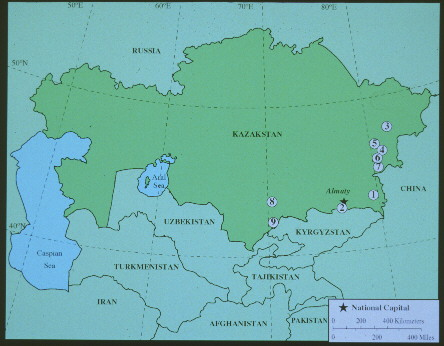 50°E
60°E
70°E
80°E
RUSSIA
50°N
KAZAKSTAN
3
5
4
6
7
Aral
Sea
Almaty
1
CHINA
8
2
UZBEKISTAN
9
40°N
KYRGYZSTAN
Caspian
Sea
TURKMENISTAN
TAJIKISTAN
IRAN
AFGHANISTAN
PAKISTAN
National Capital
0 200 400 Kilometers
0 200 400 Miles